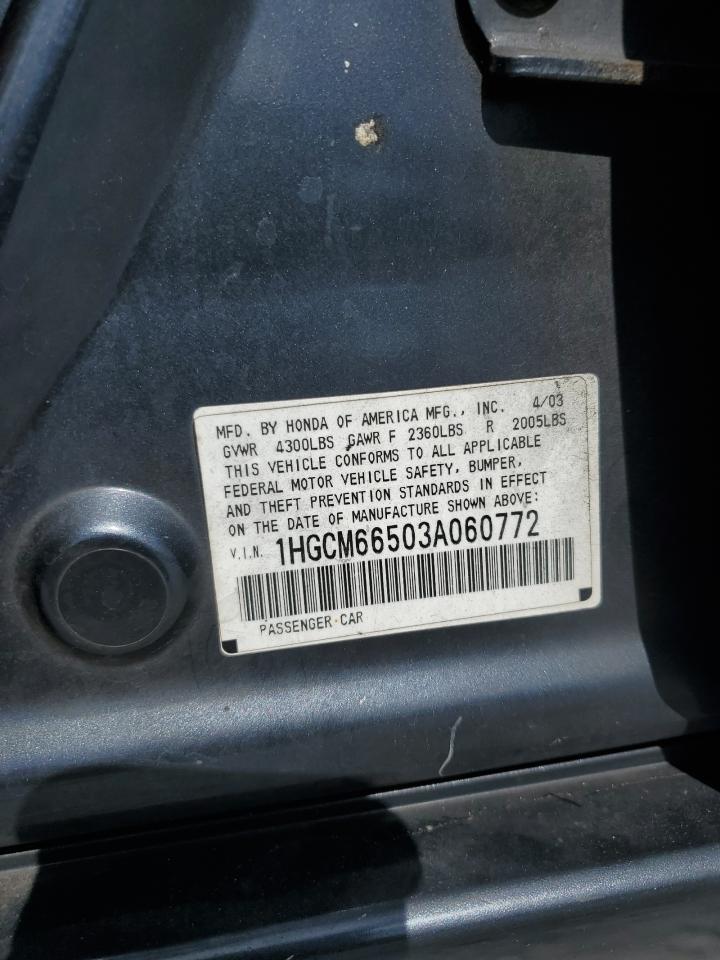 MFD. BY HONDA OF AMERICA MFG., INC. 4/03
GVWR 4300LBS GAWR F 2360LBS R 2005LBS
THIS VEHICLE CONFORMS TO ALL APPLICABLE
FEDERAL MOTOR VEHICLE SAFETY, BUMPER,
AND THEFT PREVENTION STANDARDS IN EFFECT
ON THE DATE OF MANUFACTURE SHOWN ABOVE:
V.I.N. 1HGCM66503A060772
PASSENGER CAR